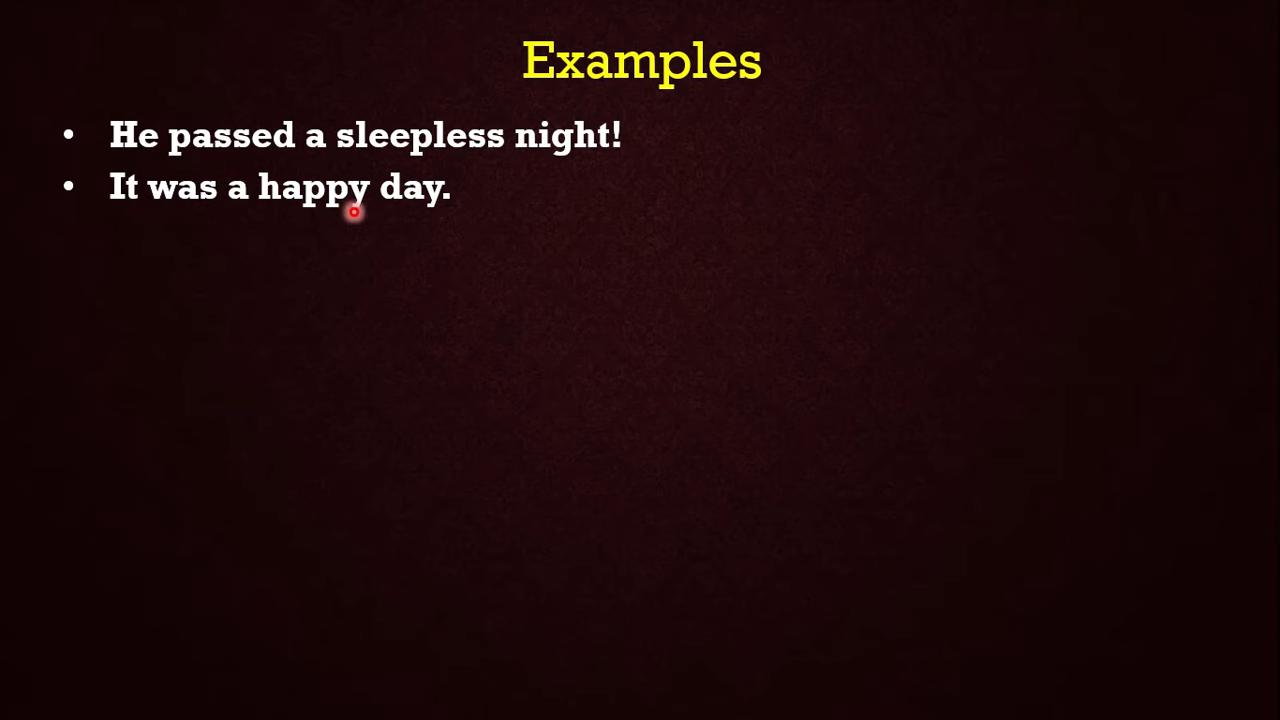 Examples
• He passed a sleepless night!
• It was a happy day.